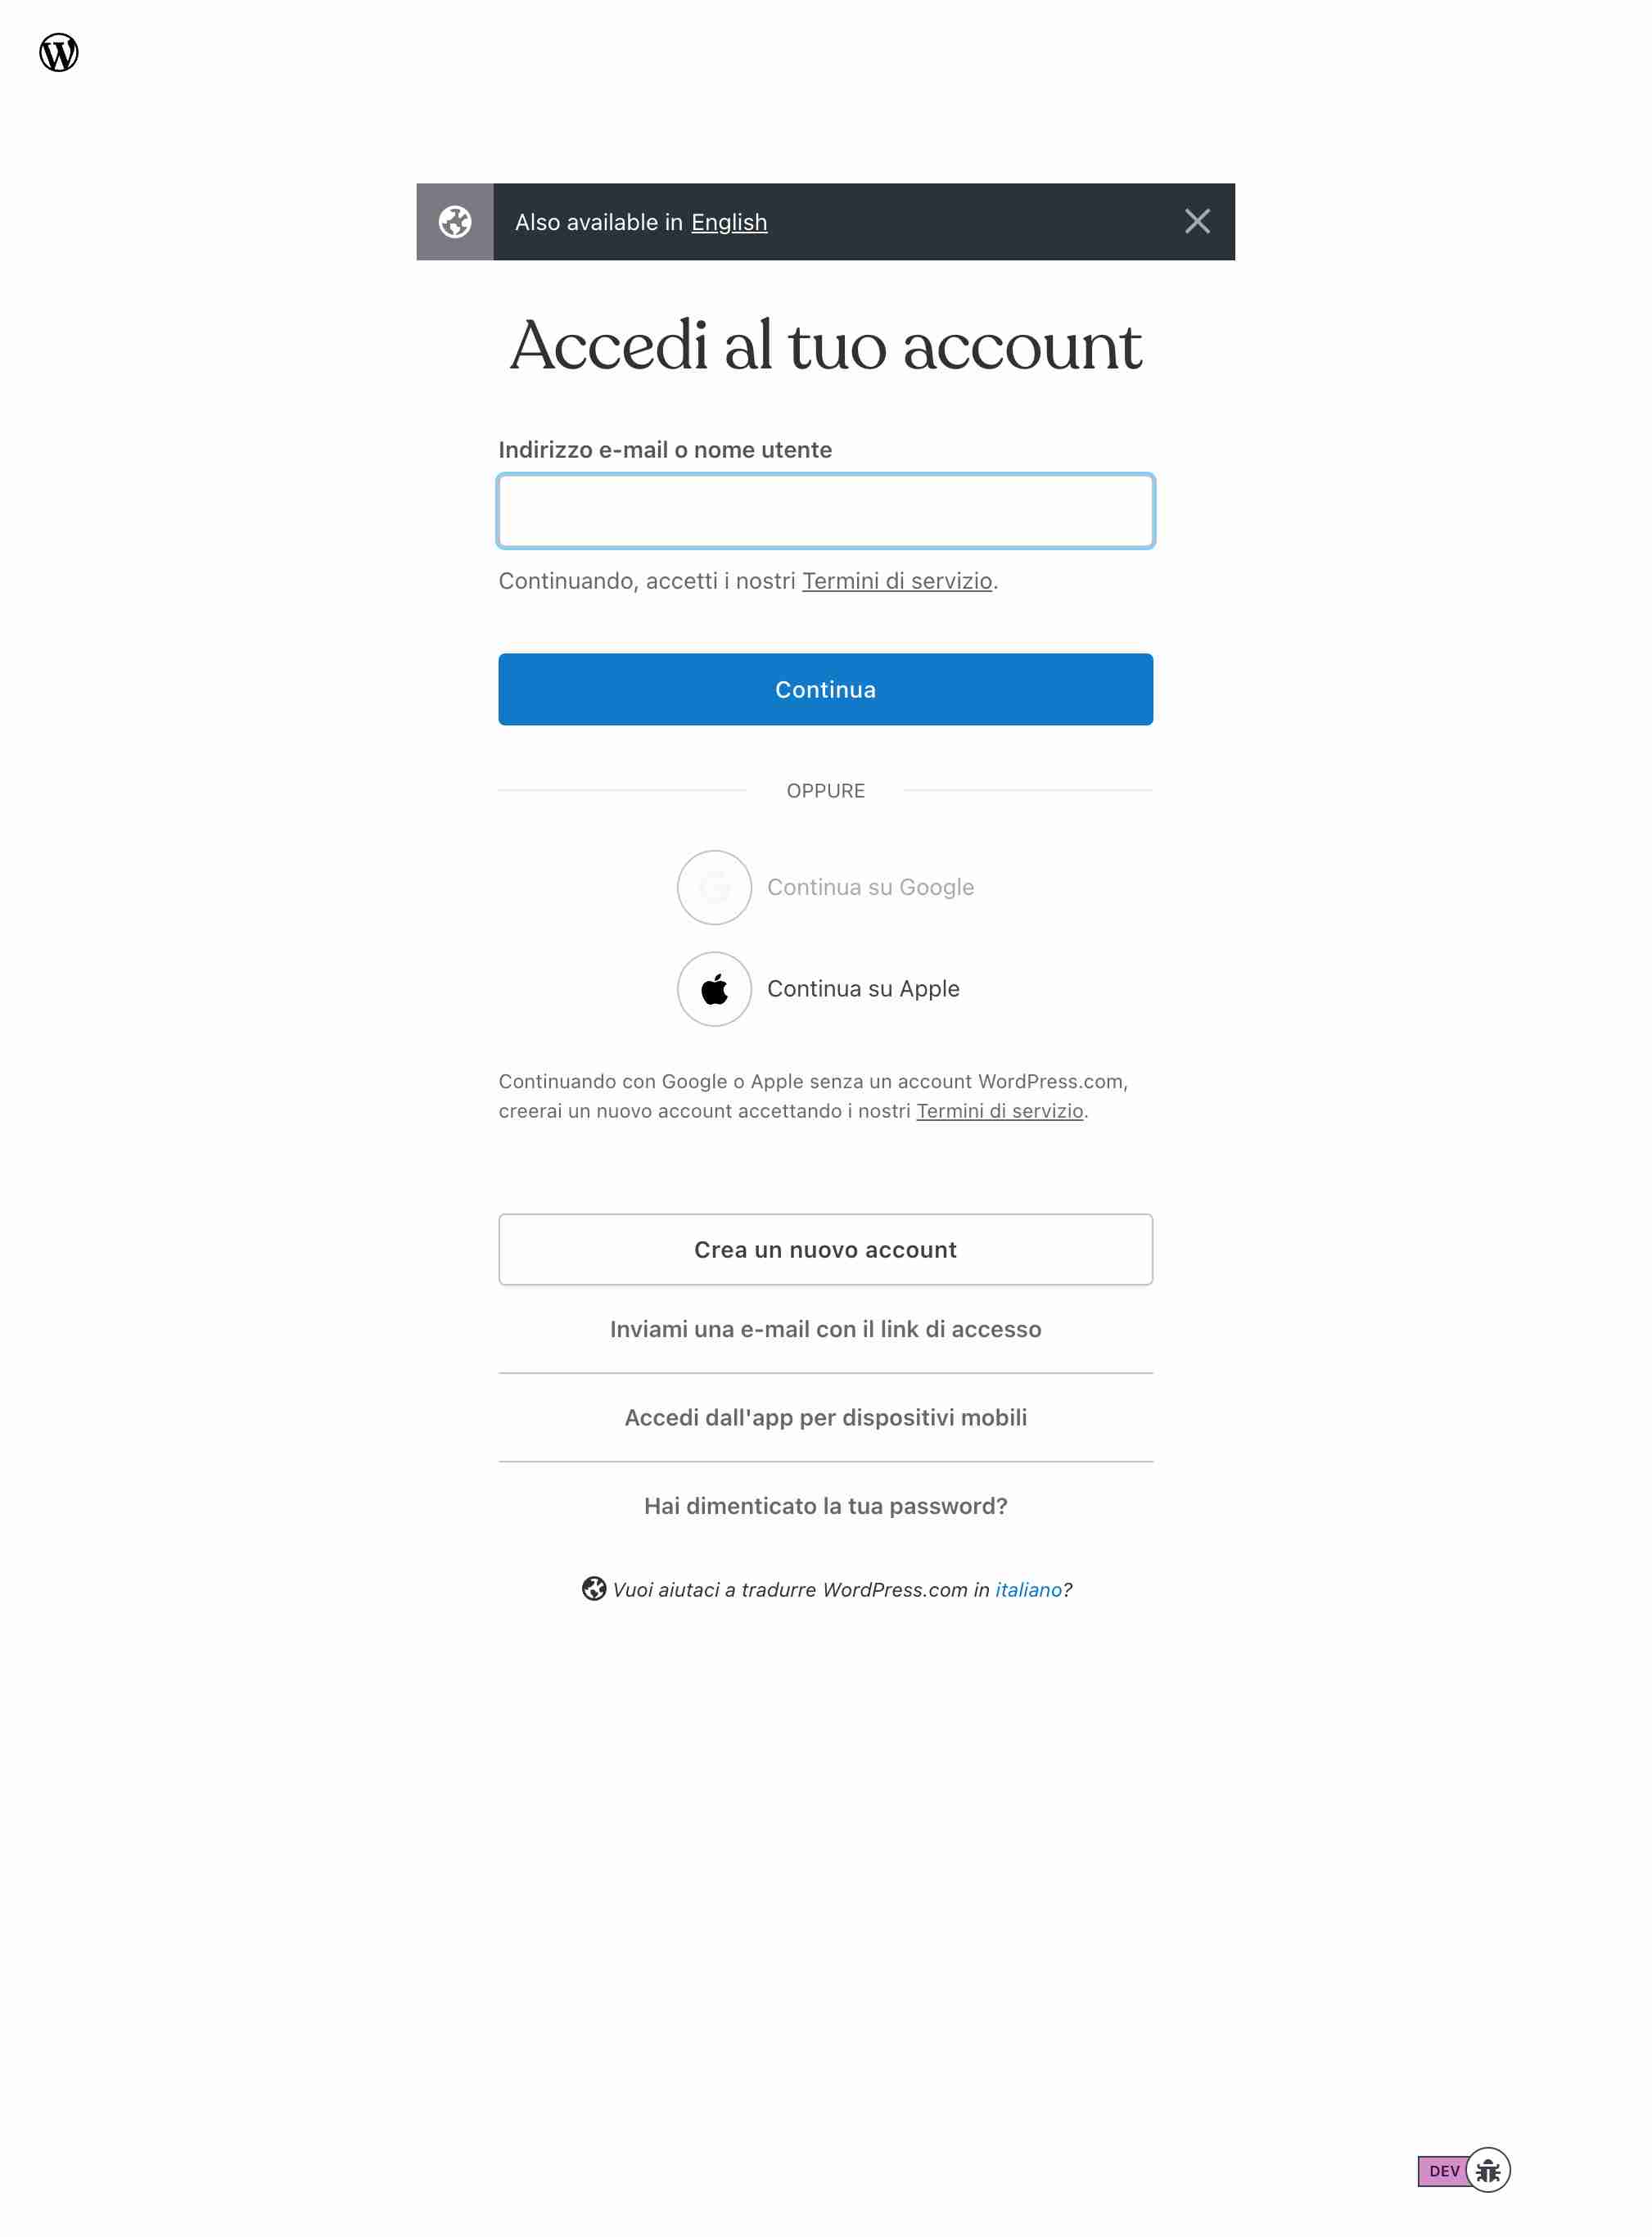 Also available in English
Accedi al tuo account
Indirizzo e-mail o nome utente
Continuando, accetti i nostri Termini di servizio.
Continua
OPPURE
Continua su Google
Continua su Apple
Continuando con Google o Apple senza un account WordPress.com,
creerai un nuovo account accettando i nostri Termini di servizio.
Crea un nuovo account
Inviami una e-mail con il link di accesso
Accedi dall'app per dispositivi mobili
Hai dimenticato la tua password?
Vuoi aiutaci a tradurre WordPress.com in italiano?
DEV